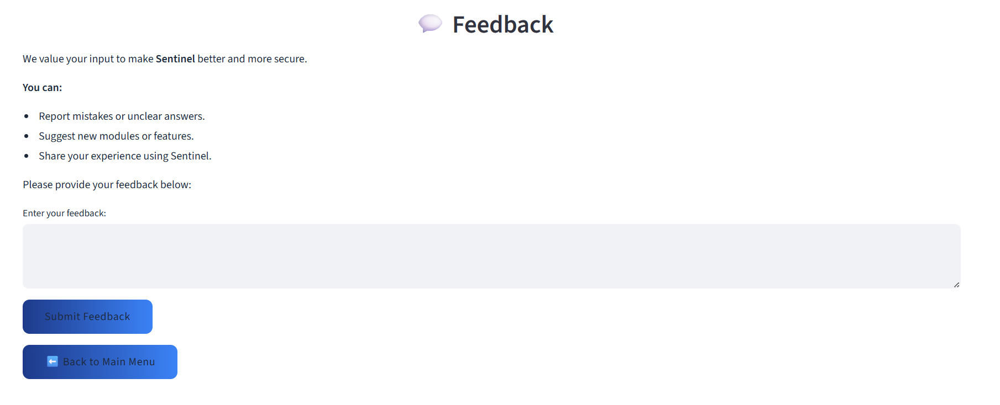 Feedback
We value your input to make Sentinel better and more secure.
You can:
Report mistakes or unclear answers.
Suggest new modules or features.
Share your experience using Sentinel.
Please provide your feedback below:
Enter your feedback:
Submit Feedback
Back to Main Menu